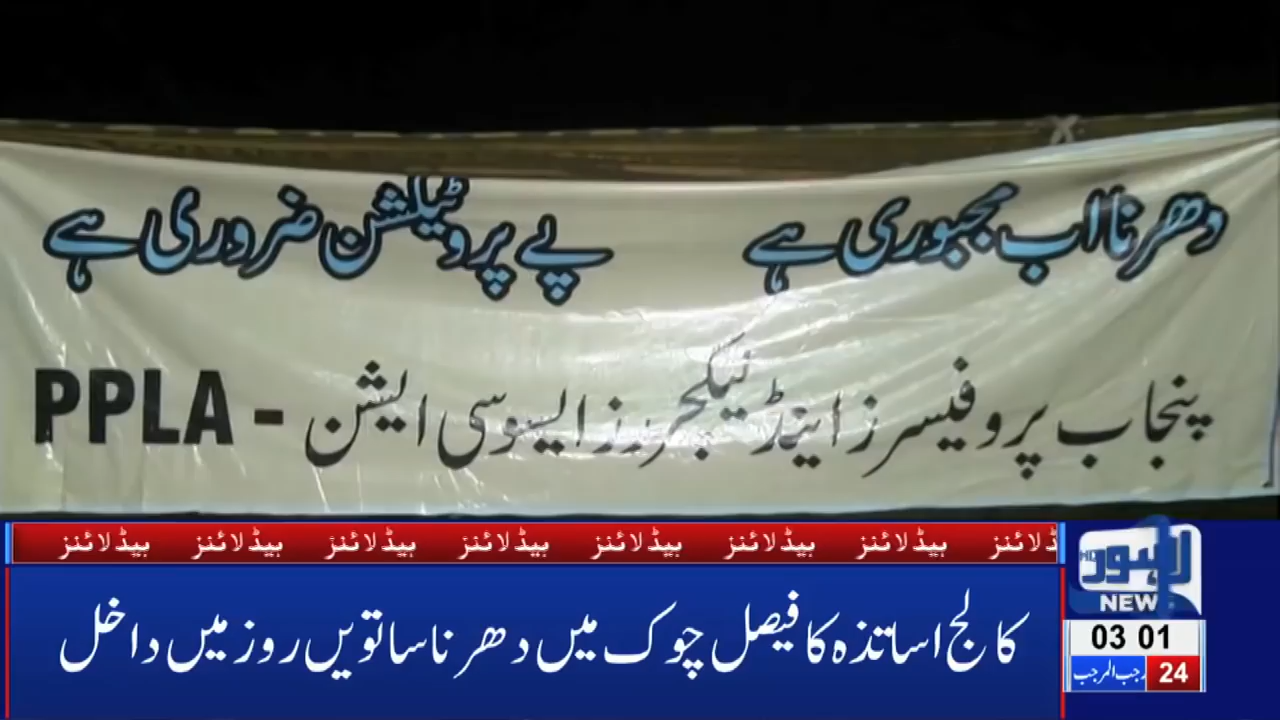 دھرنا اب مجبوری ہے پے پروٹیکشن ضروری ہے
پنجاب پروفیسرز اینڈ لیکچررز ایسوسی ایشن - PPLA
ہیڈلائنز ہیڈلائنز ہیڈلائنز ہیڈلائنز ہیڈلائنز ہیڈلائنز ہیڈلائنز ڈلائنز
کالج اساتذہ کا فیصل چوک میں دھرنا ساتویں روز میں داخل
لاہور
HD
NEW
03 01
24 رجب المرجب